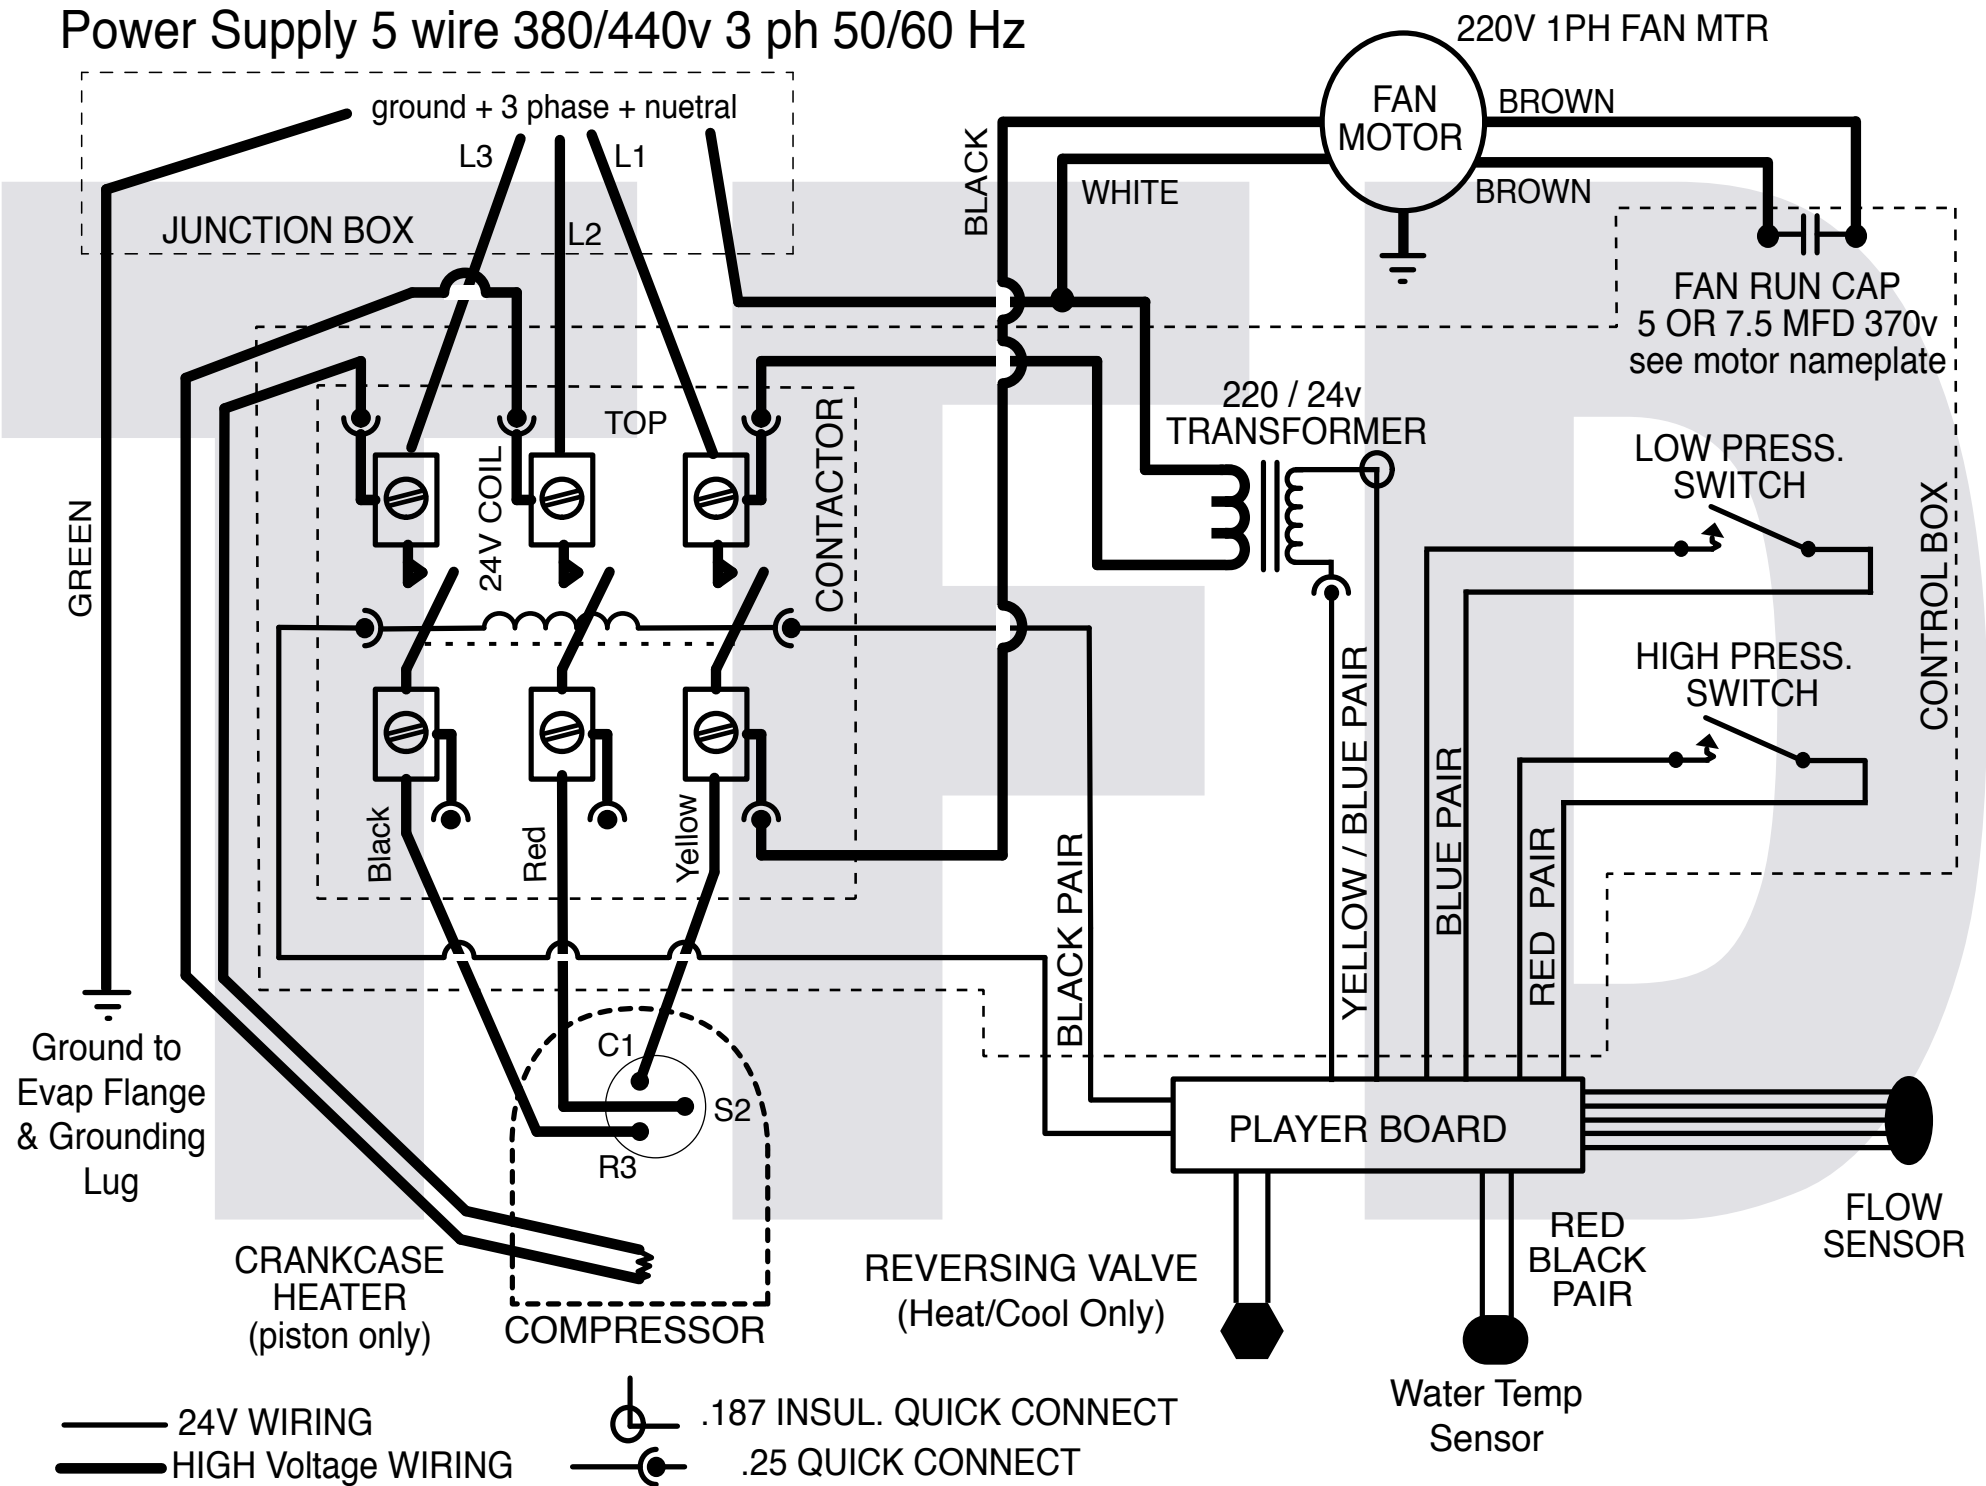 Power Supply 5 wire 380/440v 3 ph 50/60 Hz
220V 1PH FAN MTR
ground + 3 phase + nuetral
L3
L1
L2
JUNCTION BOX
FAN
MOTOR
BROWN
BROWN
BLACK
WHITE
FAN RUN CAP
5 OR 7.5 MFD 370v
see motor nameplate
220 / 24v
TRANSFORMER
TOP
24V COIL
CONTACTOR
GREEN
LOW PRESS.
SWITCH
HIGH PRESS.
SWITCH
CONTROL BOX
Black
Red
Yellow
BLACK PAIR
YELLOW / BLUE PAIR
BLUE PAIR
RED PAIR
Ground to
Evap Flange
& Grounding
Lug
C1
S2
R3
PLAYER BOARD
FLOW
SENSOR
RED
BLACK
PAIR
CRANKCASE
HEATER
(piston only)
COMPRESSOR
REVERSING VALVE
(Heat/Cool Only)
Water Temp
Sensor
24V WIRING
HIGH Voltage WIRING
.187 INSUL. QUICK CONNECT
.25 QUICK CONNECT
TFD